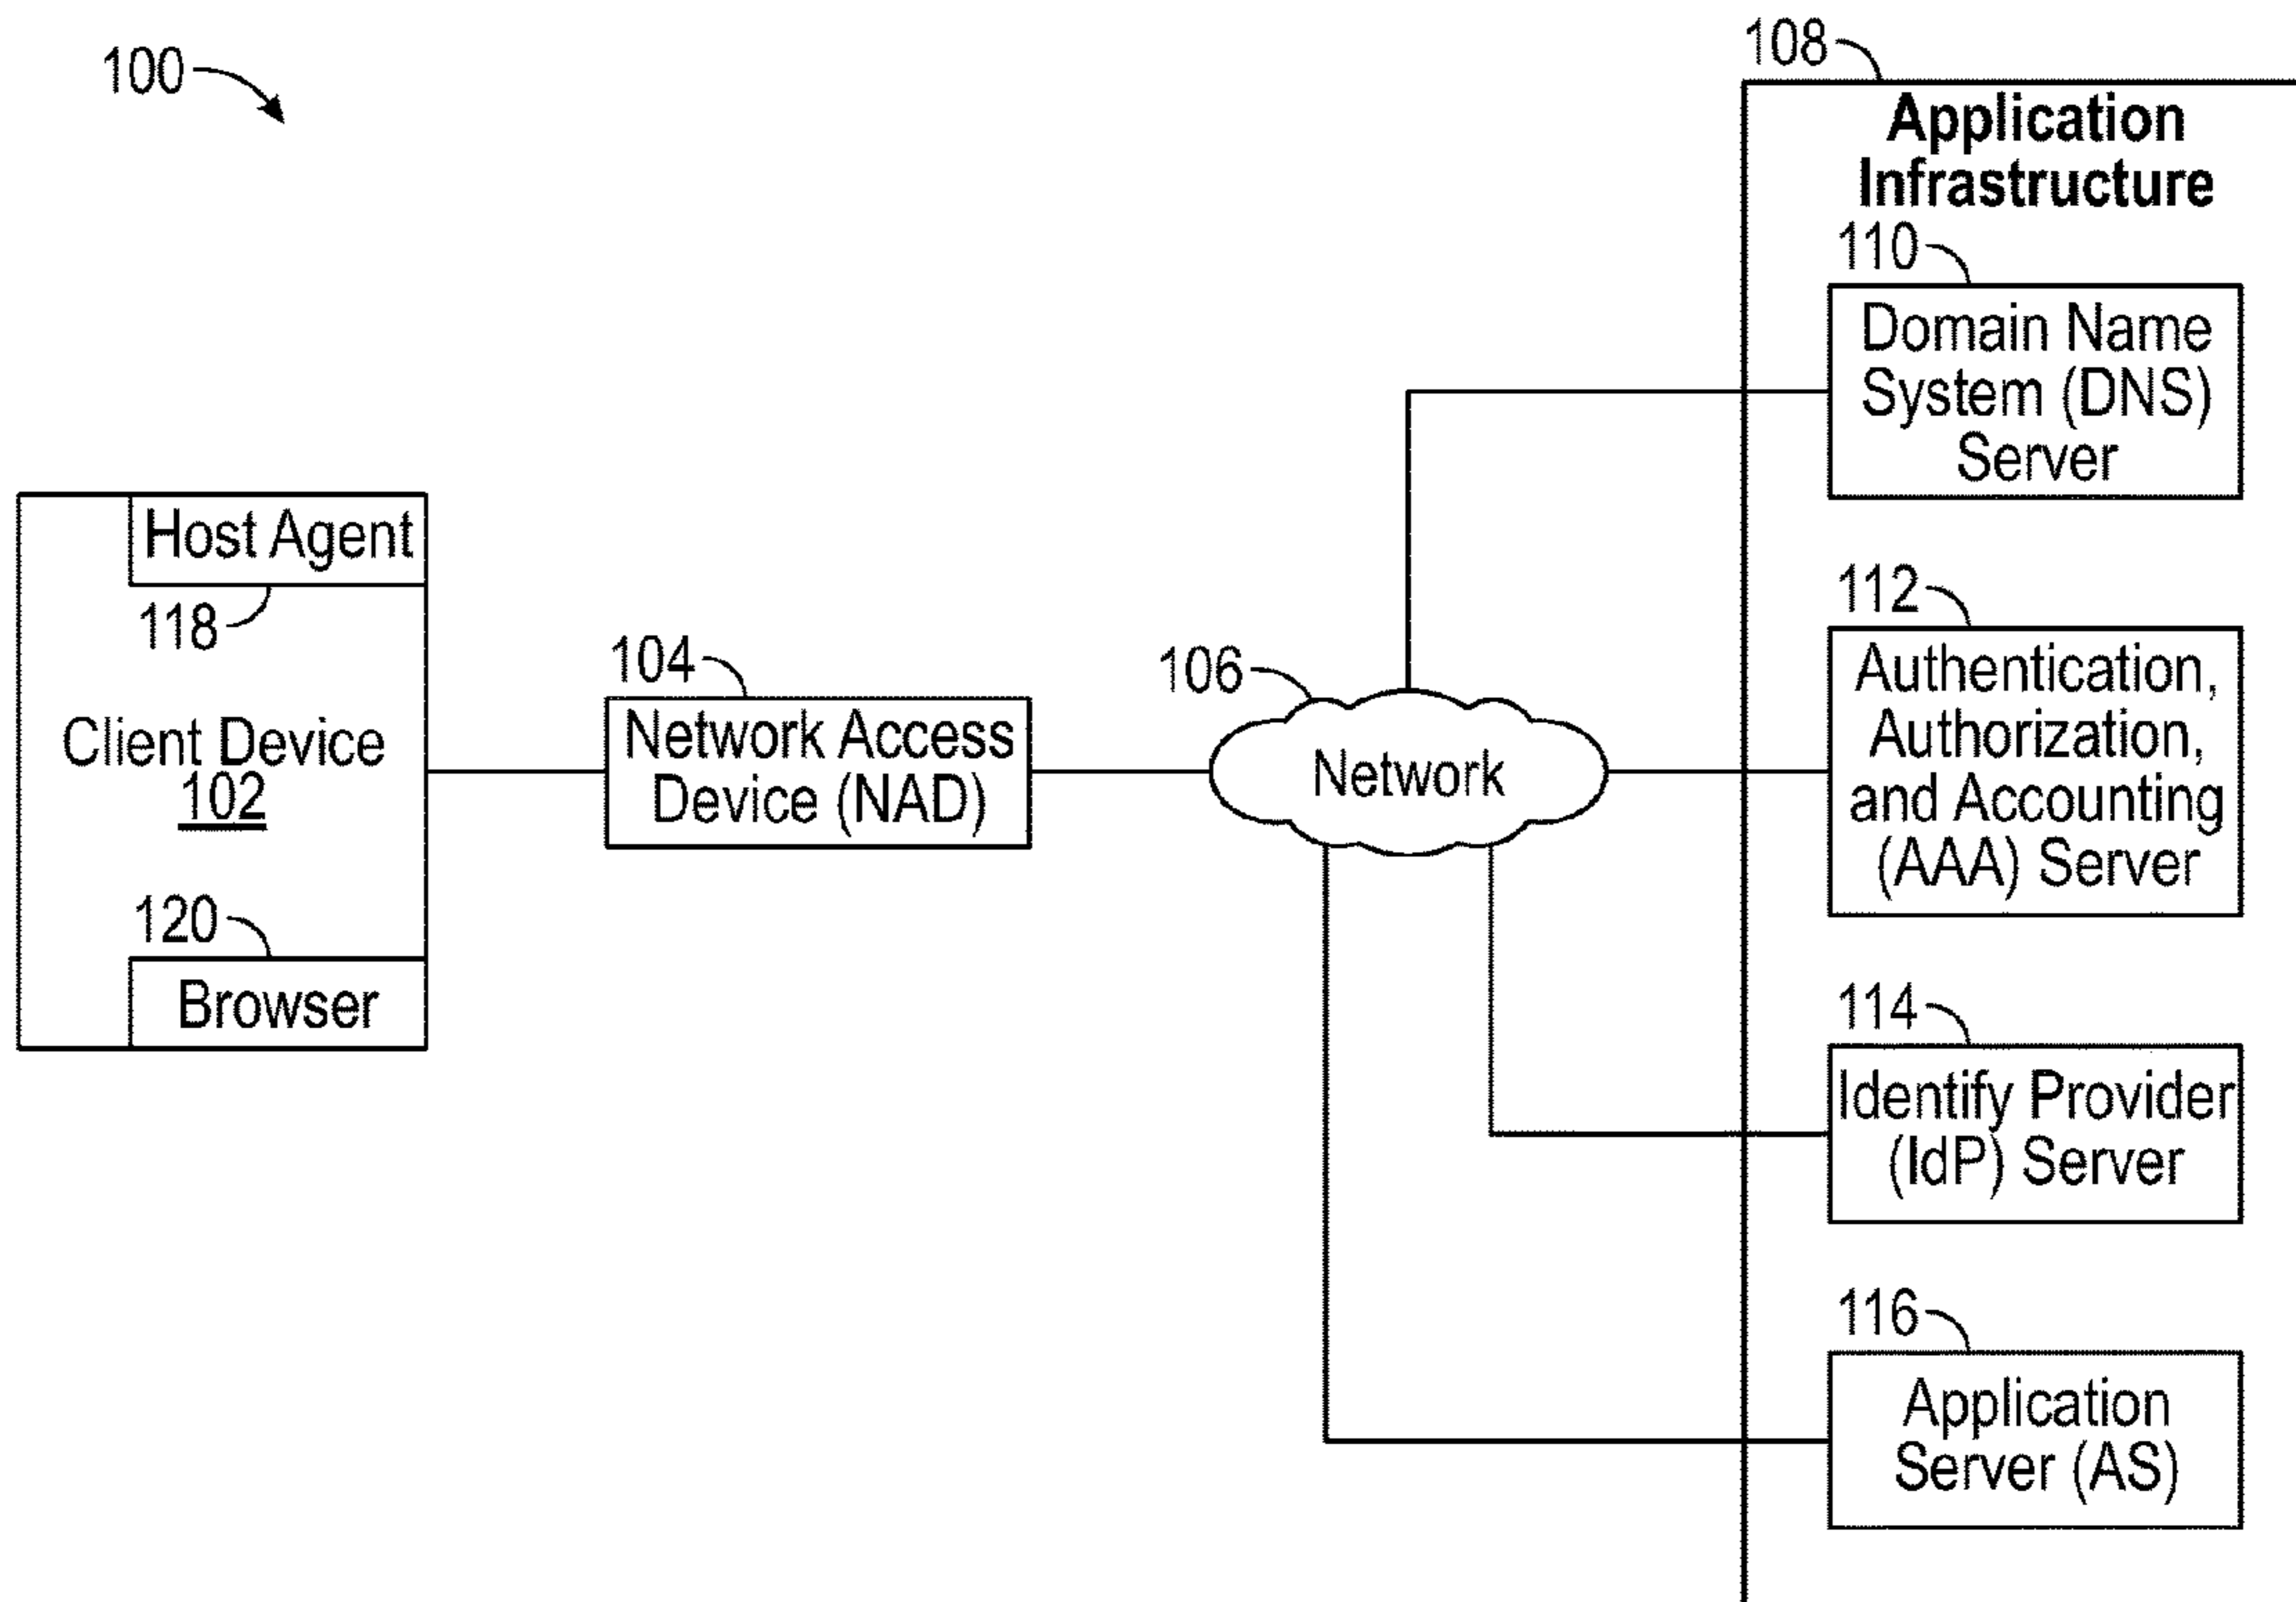 100
108
Application
Infrastructure
110
Domain Name
System (DNS)
Server
Host Agent
118
Client Device
102
120
Browser
104
Network Access
Device (NAD)
106
Network
112
Authentication,
Authorization,
and Accounting
(AAA) Server
114
Identify Provider
(IdP) Server
116
Application
Server (AS)